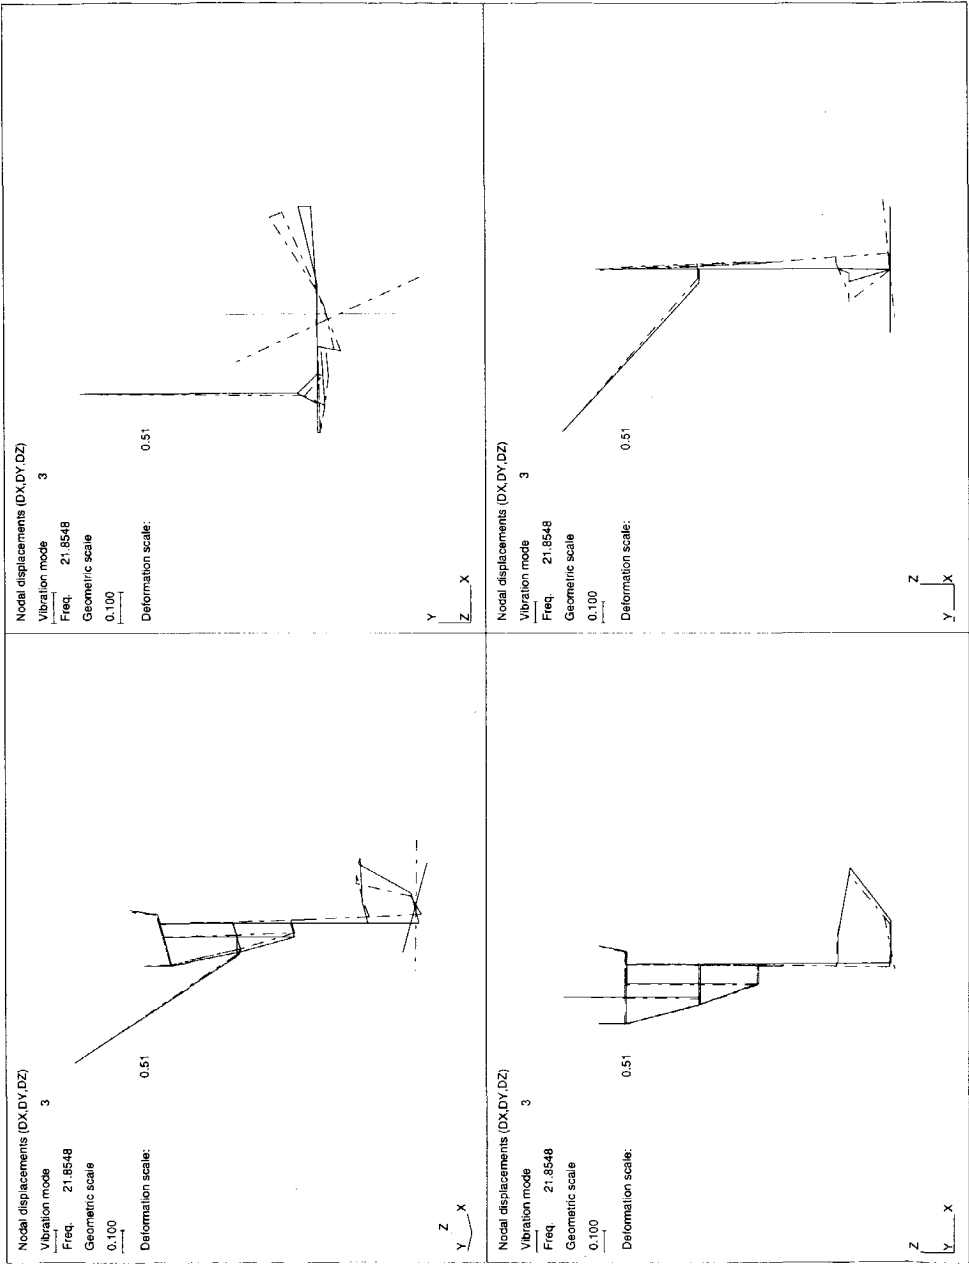 Nodal displacements (DX,DY,DZ)
Vibration mode 3
Freq. 21.8548
Geometric scale
0.100
Deformation scale: 0.51
Z
Y X
Nodal displacements (DX,DY,DZ)
Vibration mode 3
Freq. 21.8548
Geometric scale
0.100
Deformation scale: 0.51
Y
Z X
Nodal displacements (DX,DY,DZ)
Vibration mode 3
Freq. 21.8548
Geometric scale
0.100
Deformation scale: 0.51
Z
Y X
Nodal displacements (DX,DY,DZ)
Vibration mode 3
Freq. 21.8548
Geometric scale
0.100
Deformation scale: 0.51
Z
Y X